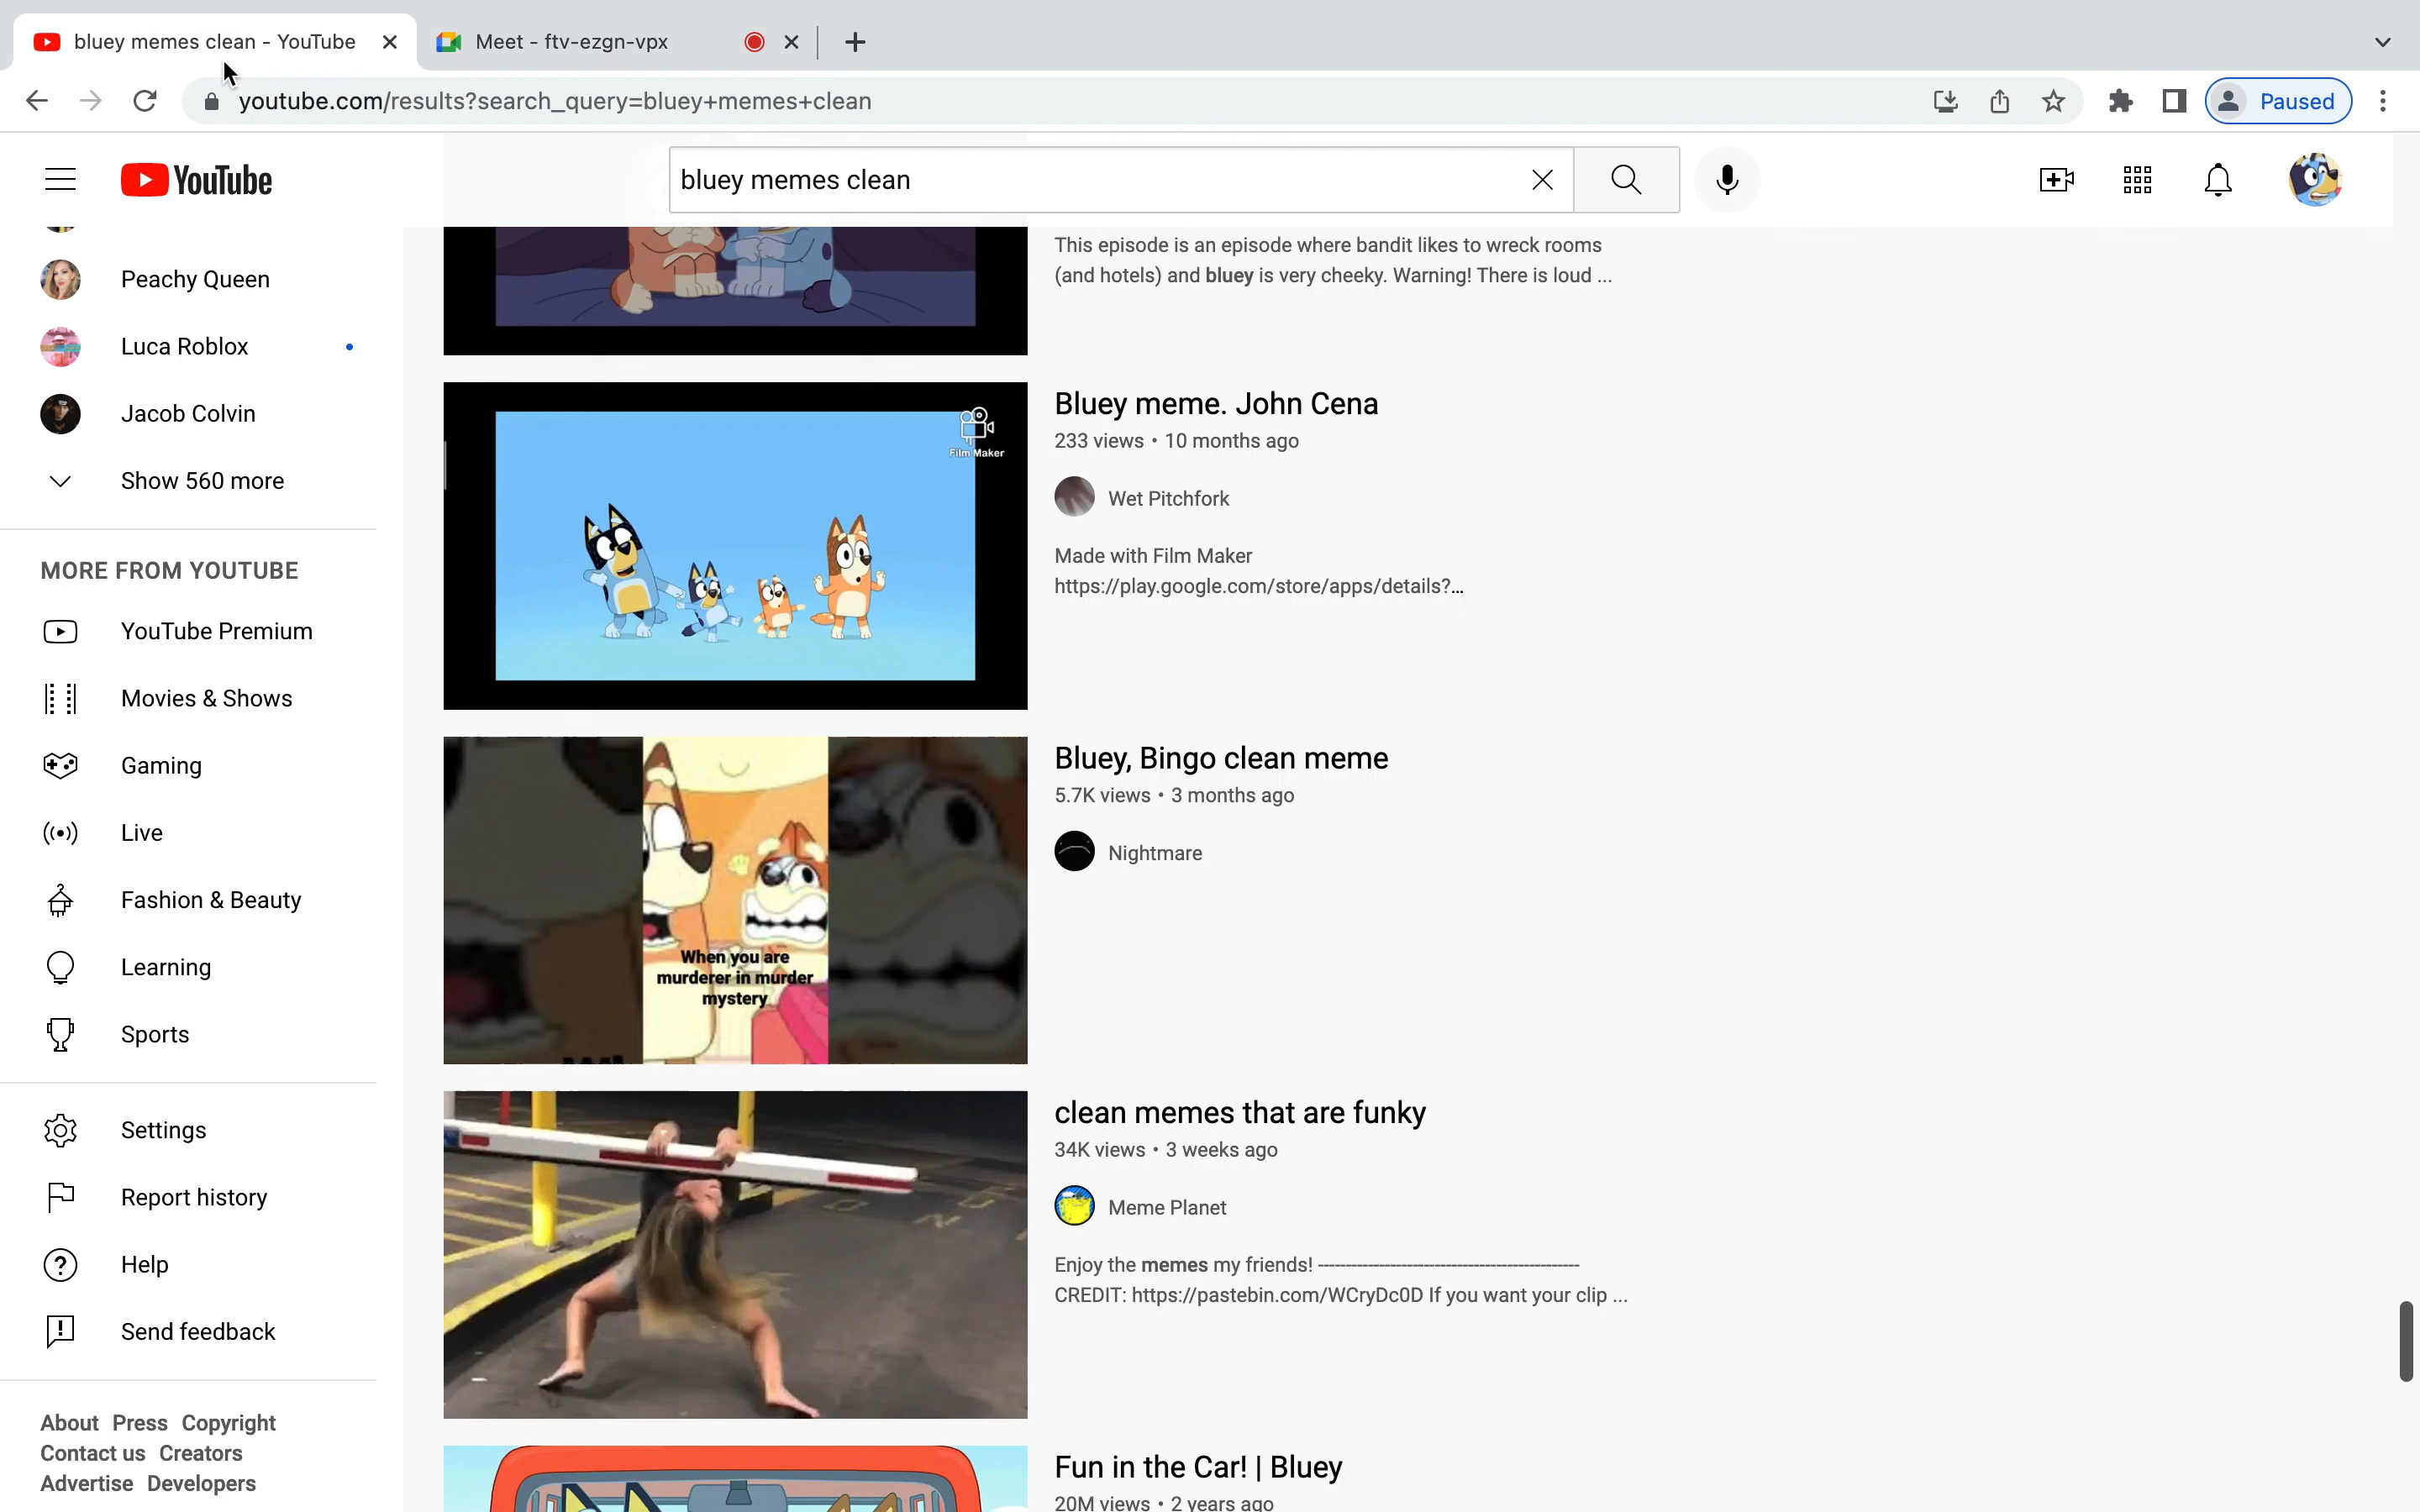 bluey memes clean - YouTube
Meet - ftv-ezgn-vpx
youtube.com/results?search_query=bluey+memes+clean
Paused
YouTube
bluey memes clean
Peachy Queen
Luca Roblox
Jacob Colvin
Show 560 more
MORE FROM YOUTUBE
YouTube Premium
Movies & Shows
Gaming
Live
Fashion & Beauty
Learning
Sports
Settings
Report history
Help
Send feedback
About Press Copyright
Contact us Creators
Advertise Developers
This episode is an episode where bandit likes to wreck rooms
(and hotels) and bluey is very cheeky. Warning! There is loud ...
Film Maker
Bluey meme. John Cena
233 views • 10 months ago
Wet Pitchfork
Made with Film Maker
https://play.google.com/store/apps/details?...
When you are
murderer in murder
mystery
Bluey, Bingo clean meme
5.7K views • 3 months ago
Nightmare
clean memes that are funky
34K views • 3 weeks ago
Meme Planet
Enjoy the memes my friends! -----------------------------------------------
CREDIT: https://pastebin.com/WCryDc0D If you want your clip ...
Fun in the Car! | Bluey
20M views • 2 years ago